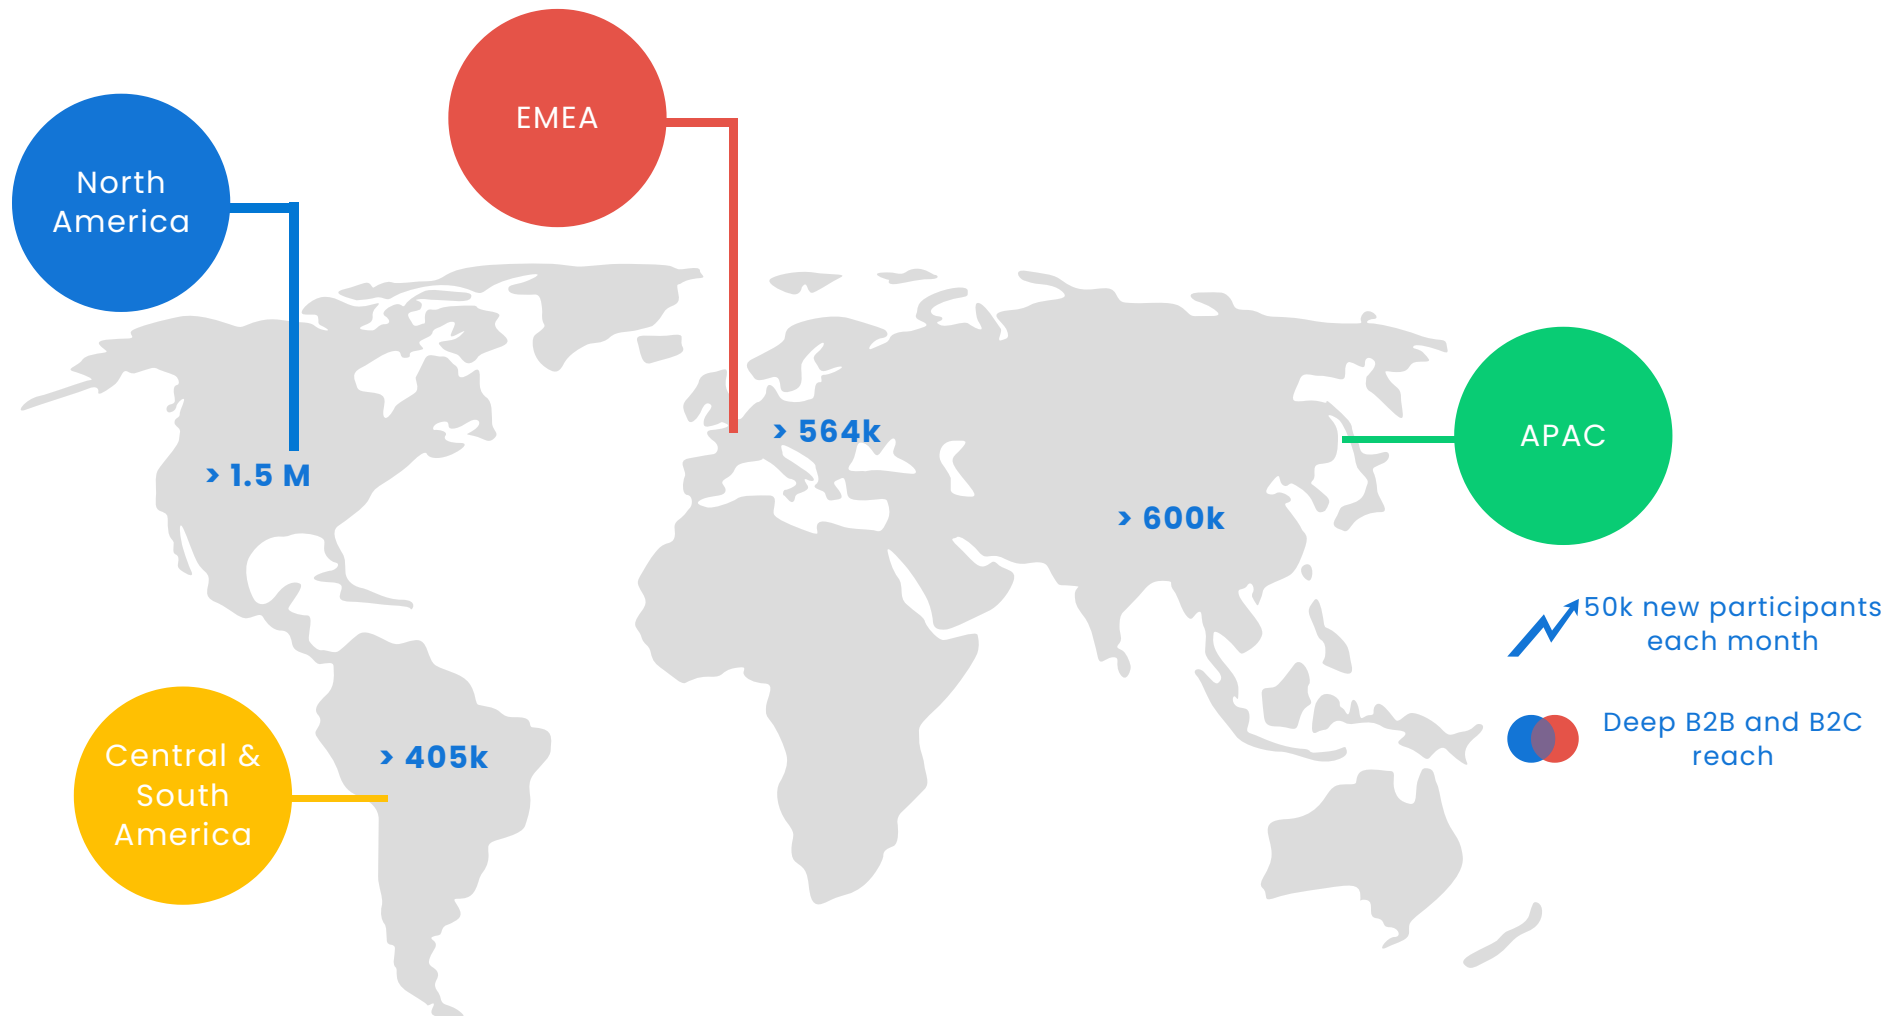 EMEA
North
America
> 564k
APAC
> 1.5 M
> 600k
50k new participants
each month
Deep B2B and B2C
reach
Central &
South
America
> 405k